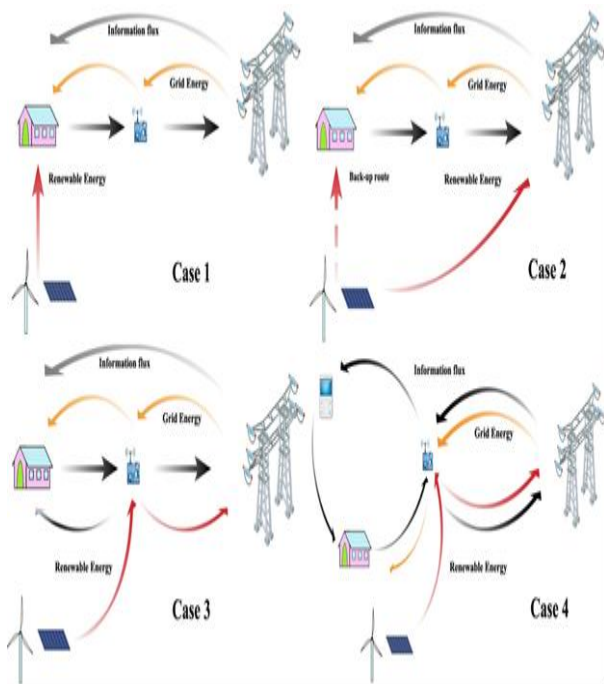 Information flux
Grid Energy
Renewable Energy
Case 1
Information flux
Grid Energy
Back-up route
Renewable Energy
Case 2
Information flux
Grid Energy
Renewable Energy
Case 3
Information flux
Grid Energy
Renewable Energy
Case 4